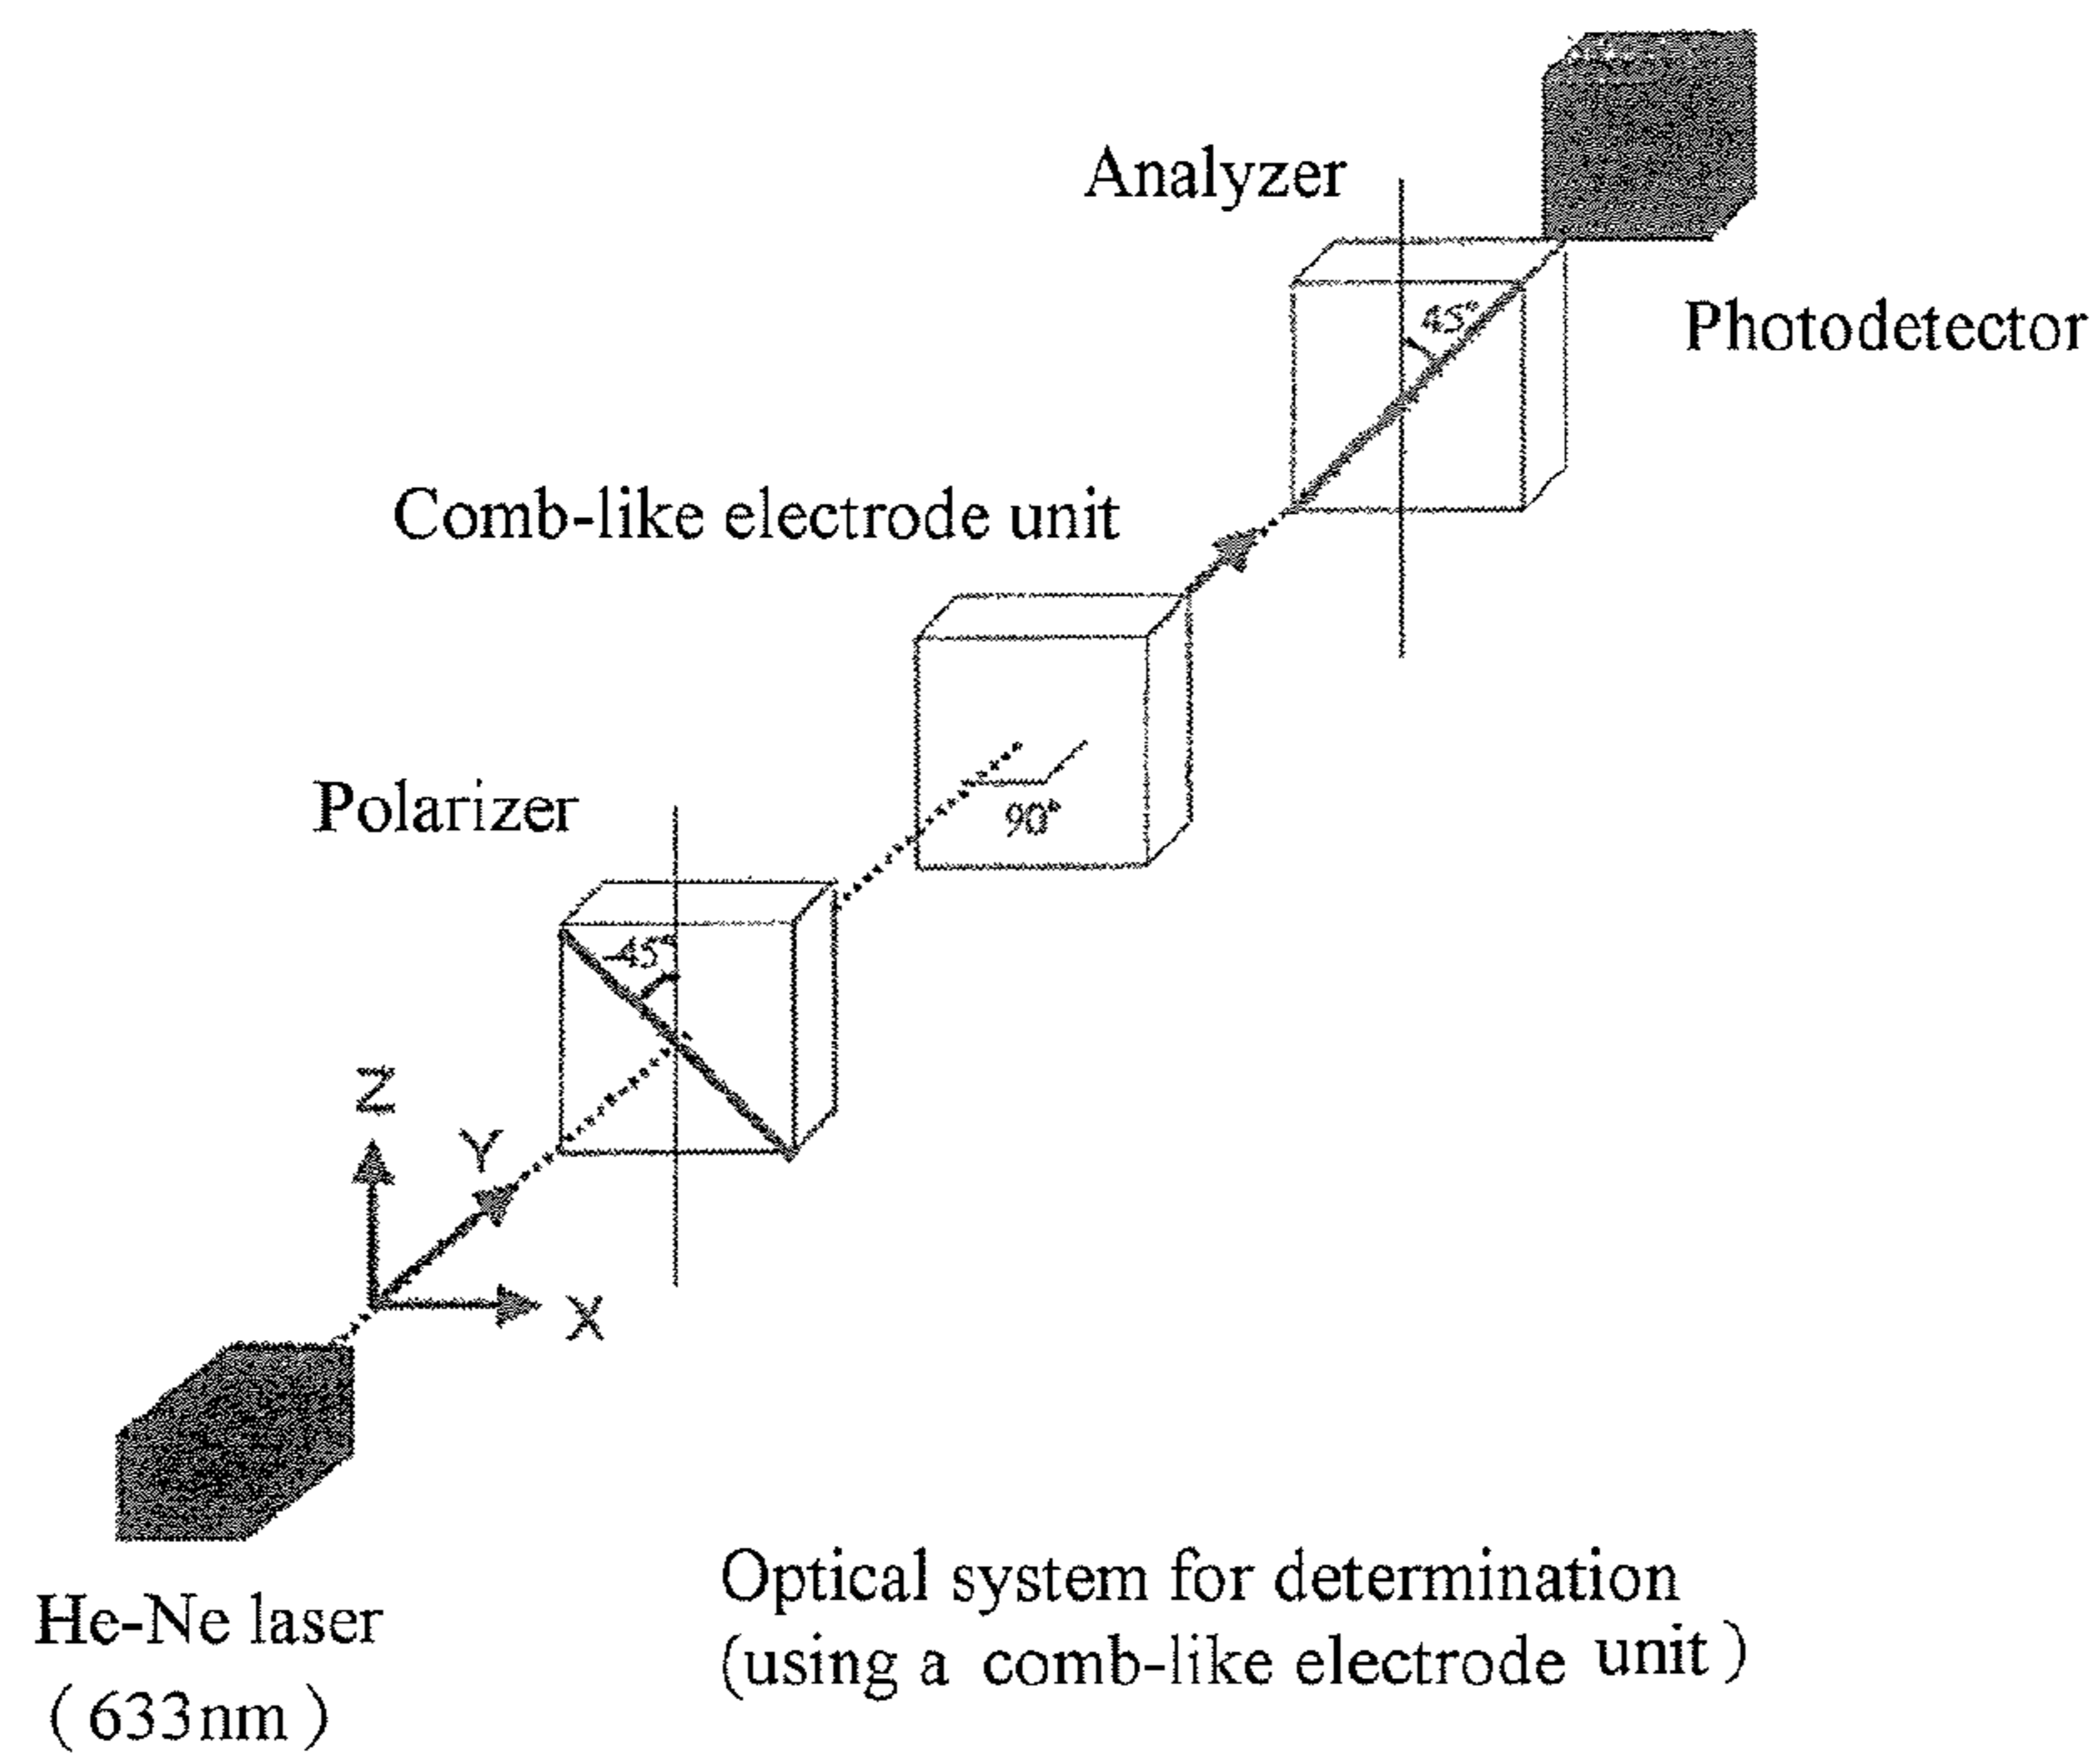 Analyzer
45°
Photodetector
Comb-like electrode unit
90°
Polarizer
-45°
Z
Y
X
He-Ne laser
(633nm)
Optical system for determination
(using a comb-like electrode unit)